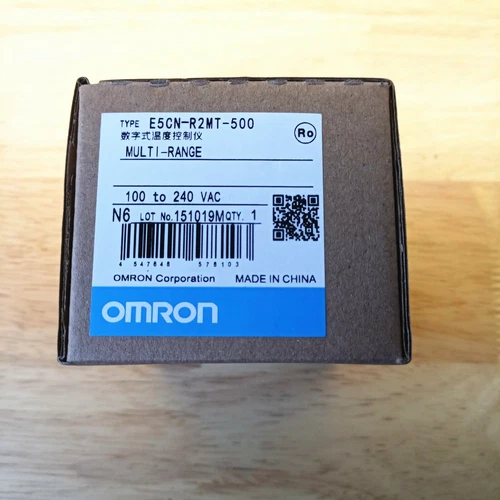 TYPE E5CN-R2MT-500
数字式温度控制仪
Ro
MULTI-RANGE
100 to 240 VAC
N6 LOT No.151019M QTY. 1
4 547648 578103
OMRON Corporation MADE IN CHINA
OMRON